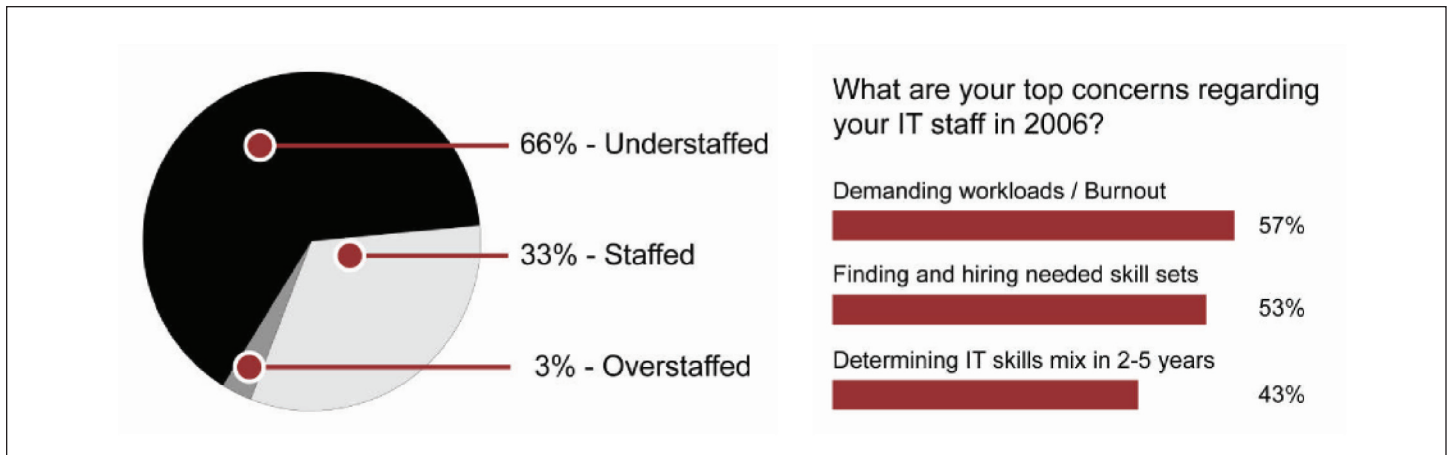 66% - Understaffed
33% - Staffed
3% - Overstaffed
What are your top concerns regarding
your IT staff in 2006?
Demanding workloads / Burnout
57%
Finding and hiring needed skill sets
53%
Determining IT skills mix in 2-5 years
43%